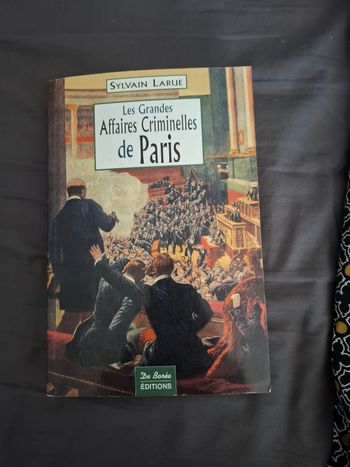 SYLVAIN LARUE
Les Grandes
Affaires Criminelles
de Paris
De Borée
ÉDITIONS